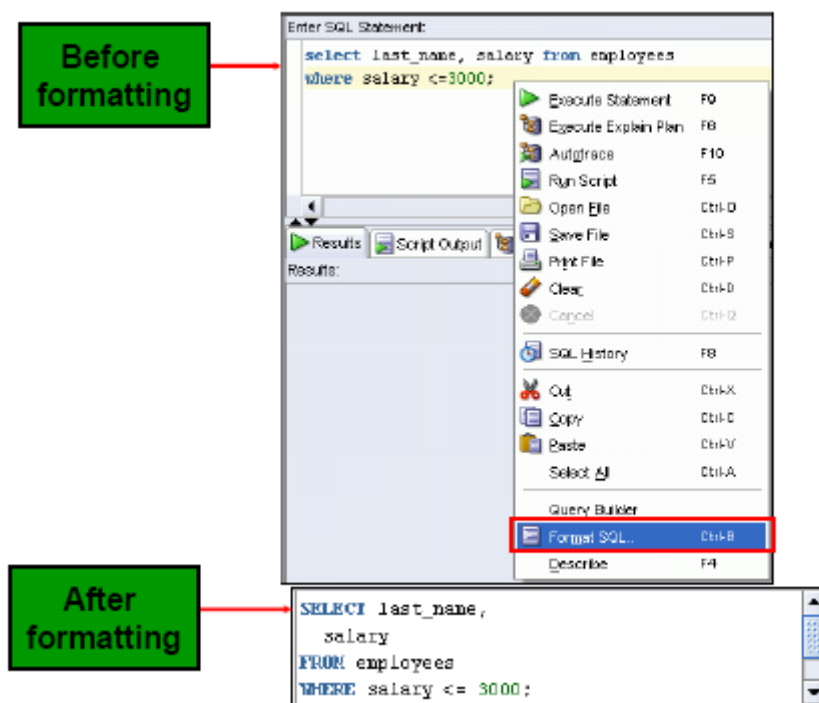 Enter SQL Statement:
Before
formatting
select last_name, salary from employees
where salary <=3000;
Execute Statement F9
Execute Explain Plan F6
Autotrace F10
Run Script F5
Open File Ctrl-O
Save File Ctrl-S
Print File Ctrl-P
Clear Ctrl-D
Cancel Ctrl-Q
SQL History F8
Cut Ctrl-X
Copy Ctrl-C
Paste Ctrl-V
Select All Ctrl-A
Query Builder
Format SQL.. Ctrl-B
Describe F4
Results Script Output
Results:
After
formatting
SELECT last_name,
salary
FROM employees
WHERE salary <= 3000;